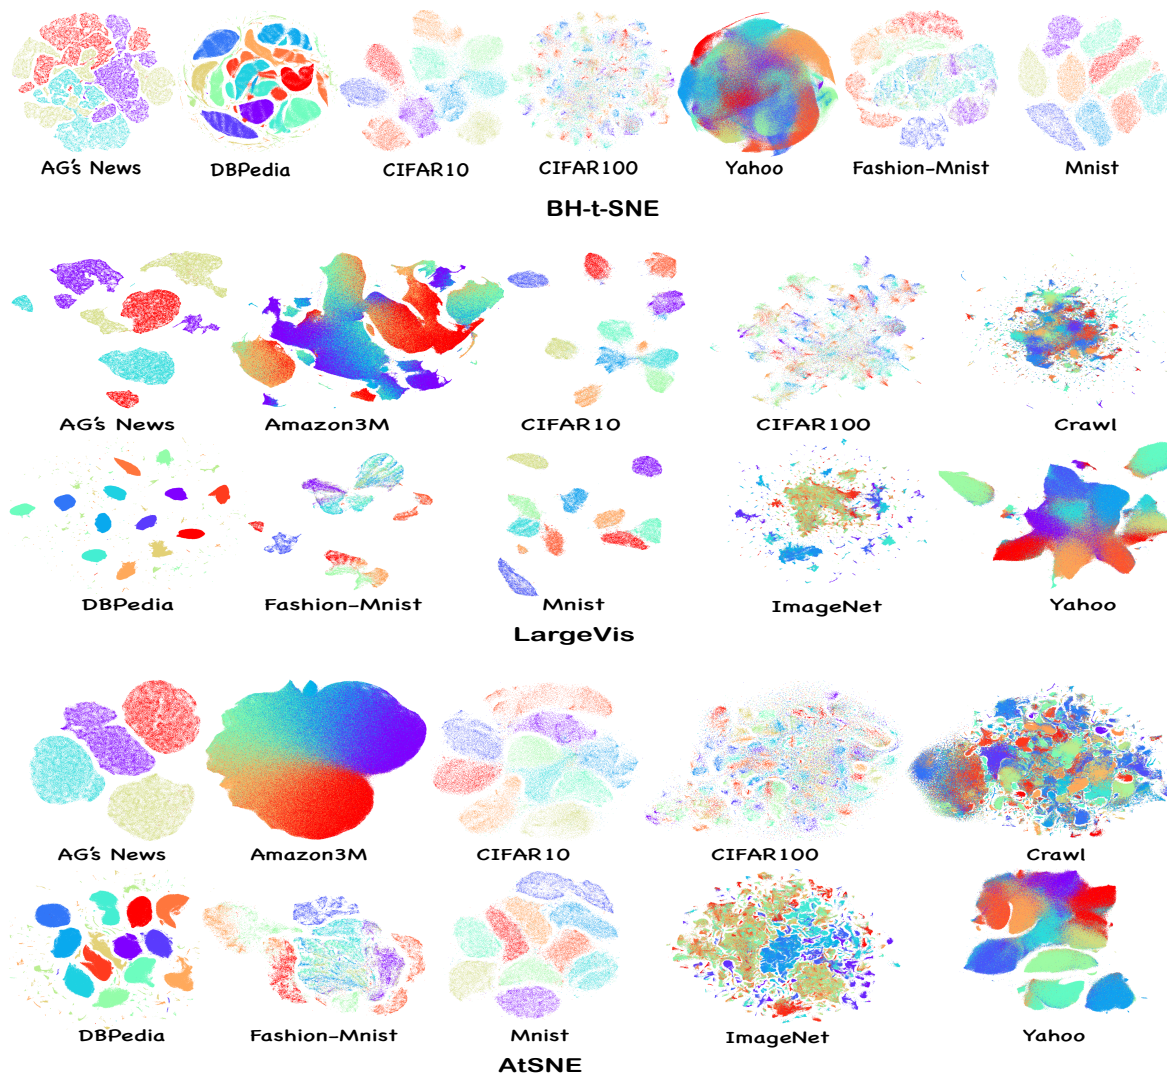 AG's News DBPedia CIFAR10 CIFAR100 Yahoo Fashion-Mnist Mnist
BH-t-SNE
AG's News Amazon3M CIFAR10 CIFAR100 Crawl
DBPedia Fashion-Mnist Mnist ImageNet Yahoo
LargeVis
AG's News Amazon3M CIFAR10 CIFAR100 Crawl
DBPedia Fashion-Mnist Mnist ImageNet Yahoo
AtSNE